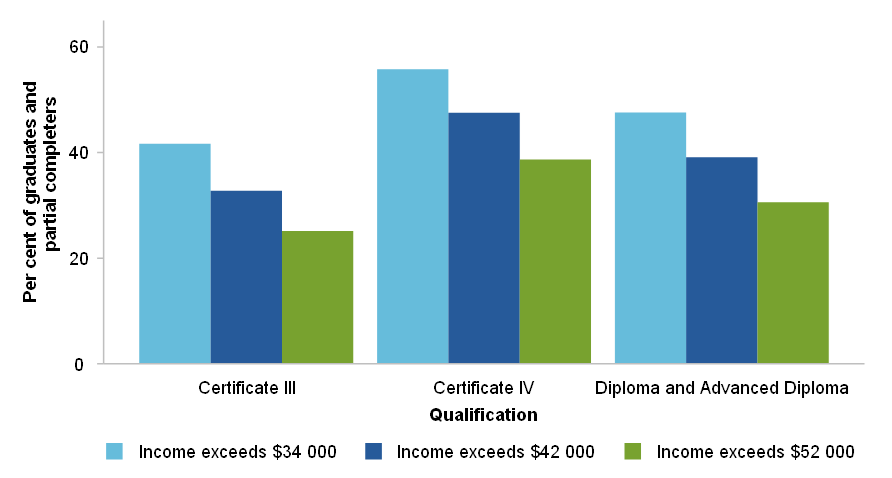 Per cent of graduates and
partial completers
60
40
20
0
Certificate III
Certificate IV
Diploma and Advanced Diploma
Qualification
Income exceeds $34 000
Income exceeds $42 000
Income exceeds $52 000